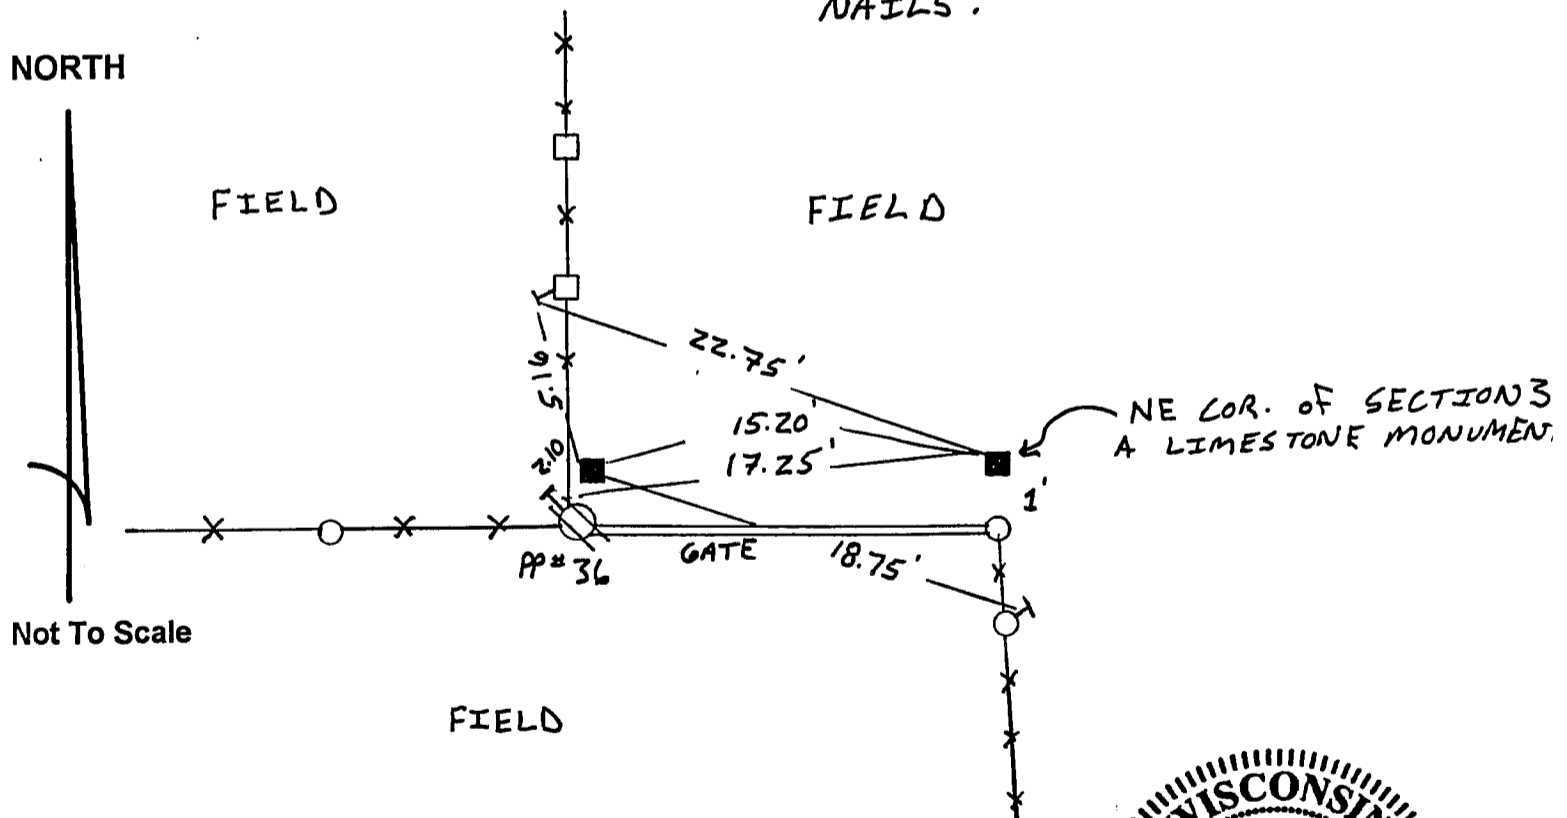 NAILS.
NORTH
FIELD
FIELD
22.75'
15.20'
17.25'
NE COR. OF SECTION 3
A LIMESTONE MONUMEN
1'
2.10
PP# 36
GATE
18.75'
Not To Scale
FIELD
WISCONSIN